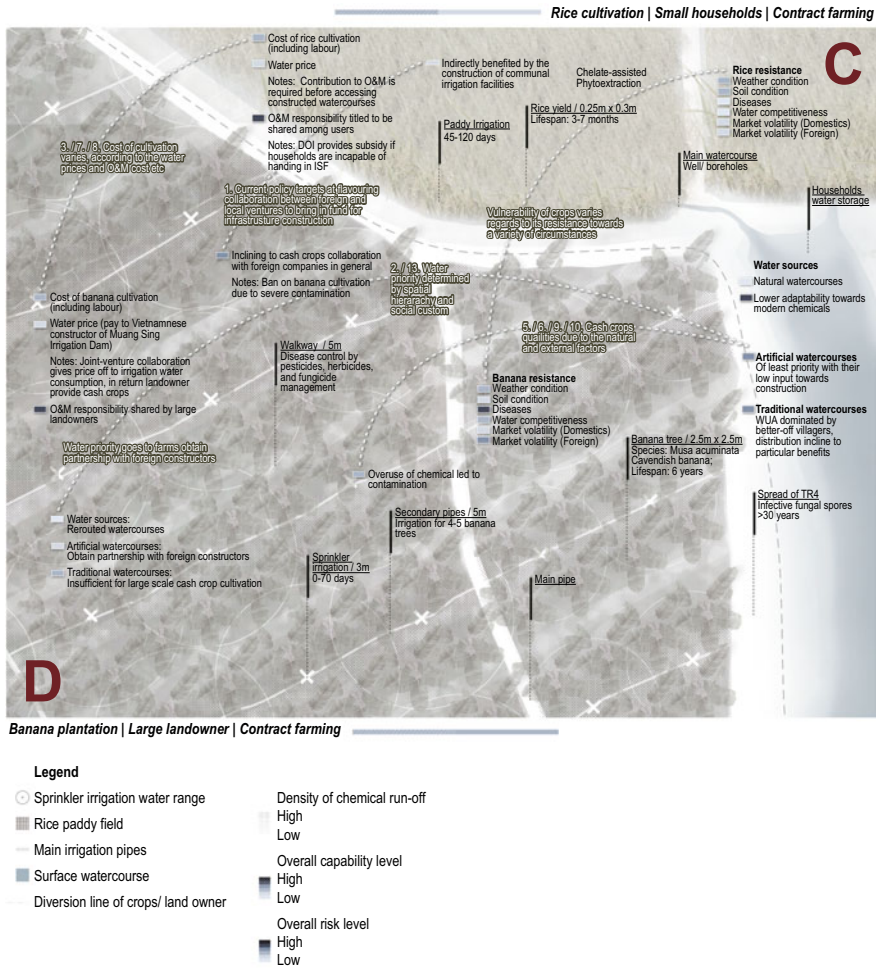 Rice cultivation | Small households | Contract farming
C
Cost of rice cultivation
(including labour)
Water price
Notes: Contribution to O&M is
required before accessing
constructed watercourses
O&M responsibility titled to be
shared among users
Notes: DOI provides subsidy if
households are incapable of
handing in ISF
Indirectly benefited by the
construction of communal
irrigation facilities
Chelate-assisted
Phytoextraction
Rice yield / 0.25m x 0.3m
Lifespan: 3-7 months
Paddy Irrigation
45-120 days
Rice resistance
Weather condition
Soil condition
Diseases
Water competitiveness
Market volatility (Domestics)
Market volatility (Foreign)
Main watercourse
Well/ boreholes
Households
water storage
3. / 7. / 8. Cost of cultivation
varies, according to the water
prices and O&M cost etc
1. Current policy targets at flavouring
collaboration between foreign and
local ventures to bring in fund for
infrastrusture construction
Vulnerability of crops varies
regards to its resistance towards
a variety of circumstances
Inclining to cash crops collaboration
with foreign companies in general
Notes: Ban on banana cultivation
due to severe contamination
2. / 13. Water
priority determined
by spatial
hierarachy and
social custom
Water sources
Natural watercourses
Lower adaptability towards
modern chemicals
Cost of banana cultivation
(including labour)
Water price (pay to Vietnamnese
constructor of Muang Sing
Irrigation Dam)
Notes: Joint-venture collaboration
gives price off to irrigation water
consumption, in return landowner
provide cash crops
O&M responsibility shared by large
landowners
Walkway / 5m
Disease control by
pesticides, herbicides,
and fungicide
management
5. / 6. / 9. / 10. Cash crops
quailities due to the natural
and external factors
Artificial watercourses
Of least priority with their
low input towards
construction
Traditional watercourses
WUA dominated by
better-off villagers,
distribution incline to
particular benefits
Banana resistance
Weather condition
Soil condition
Diseases
Water competitiveness
Market volatility (Domestics)
Market volatility (Foreign)
Banana tree / 2.5m x 2.5m
Species: Musa acuminata
Cavendish banana;
Lifespan: 6 years
Water priority goes to farms obtain
partnership with foreign constructors
Overuse of chemical led to
contamination
Spread of TR4
Infective fungal spores
>30 years
Secondary pipes / 5m
Irrigation for 4-5 banana
trees
Water sources:
Rerouted watercourses
Artificial watercourses:
Obtain partnership with foreign constructors
Traditional watercourses:
Insufficient for large scale cash crop cultivation
Sprinkler
irrigation / 3m
0-70 days
Main pipe
D
Banana plantation | Large landowner | Contract farming
Legend
Sprinkler irrigation water range
Rice paddy field
Main irrigation pipes
Surface watercourse
Diversion line of crops/ land owner
Density of chemical run-off
High
Low
Overall capability level
High
Low
Overall risk level
High
Low